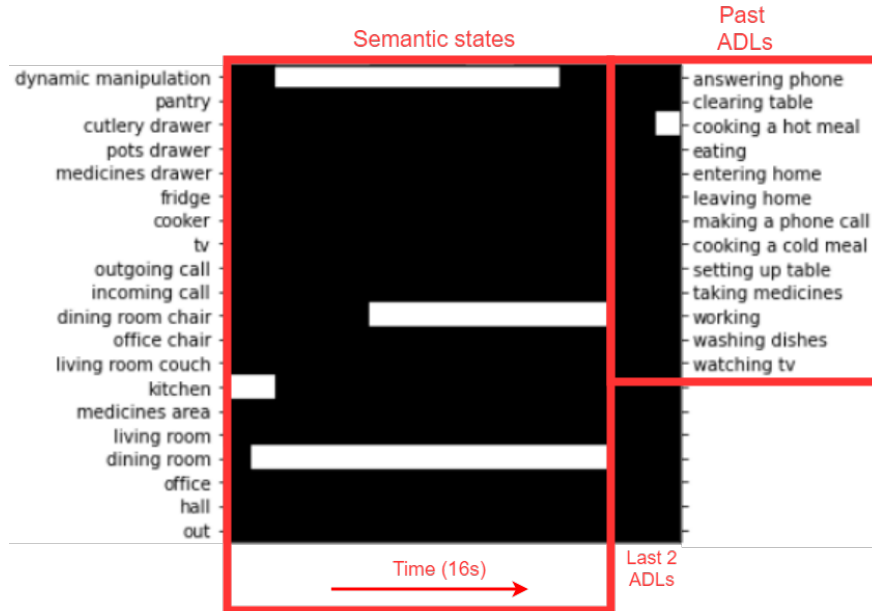 Semantic states
Past
ADLs
dynamic manipulation
pantry
cutlery drawer
pots drawer
medicines drawer
fridge
cooker
tv
outgoing call
incoming call
dining room chair
office chair
living room couch
kitchen
medicines area
living room
dining room
office
hall
out
answering phone
clearing table
cooking a hot meal
eating
entering home
leaving home
making a phone call
cooking a cold meal
setting up table
taking medicines
working
washing dishes
watching tv
Time (16s)
Last 2
ADLs